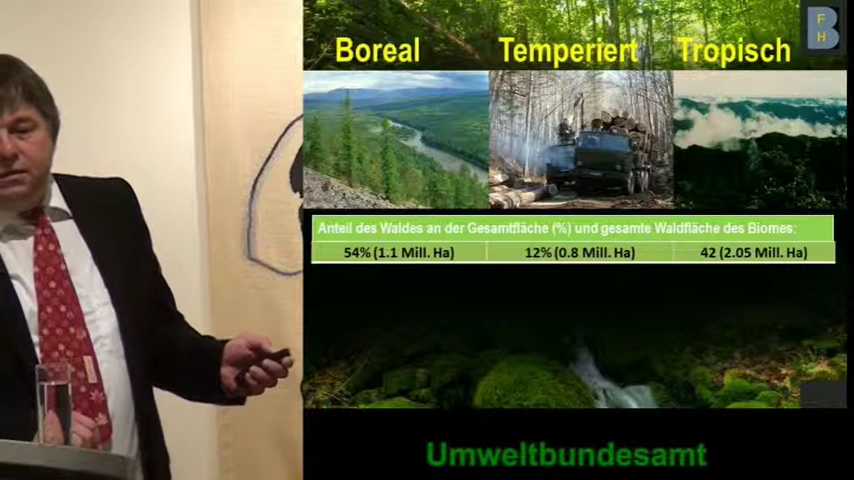 Boreal Temperiert Tropisch
B F H
Anteil des Waldes an der Gesamtfläche (%) und gesamte Waldfläche des Biomes:
54% (1.1 Mill. Ha) 12% (0.8 Mill. Ha) 42 (2.05 Mill. Ha)
Umweltbundesamt